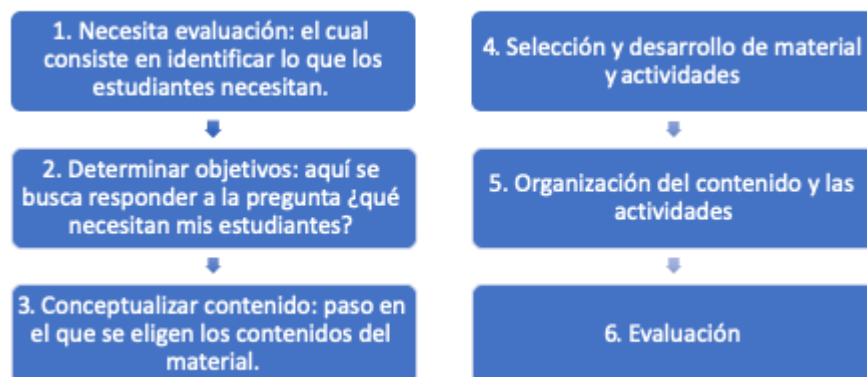 1. Necesita evaluación: el cual
consiste en identificar lo que los
estudiantes necesitan.
2. Determinar objetivos: aquí se
busca responder a la pregunta ¿qué
necesitan mis estudiantes?
3. Conceptualizar contenido: paso en
el que se eligen los contenidos del
material.
4. Selección y desarrollo de material
y actividades
5. Organización del contenido y las
actividades
6. Evaluación